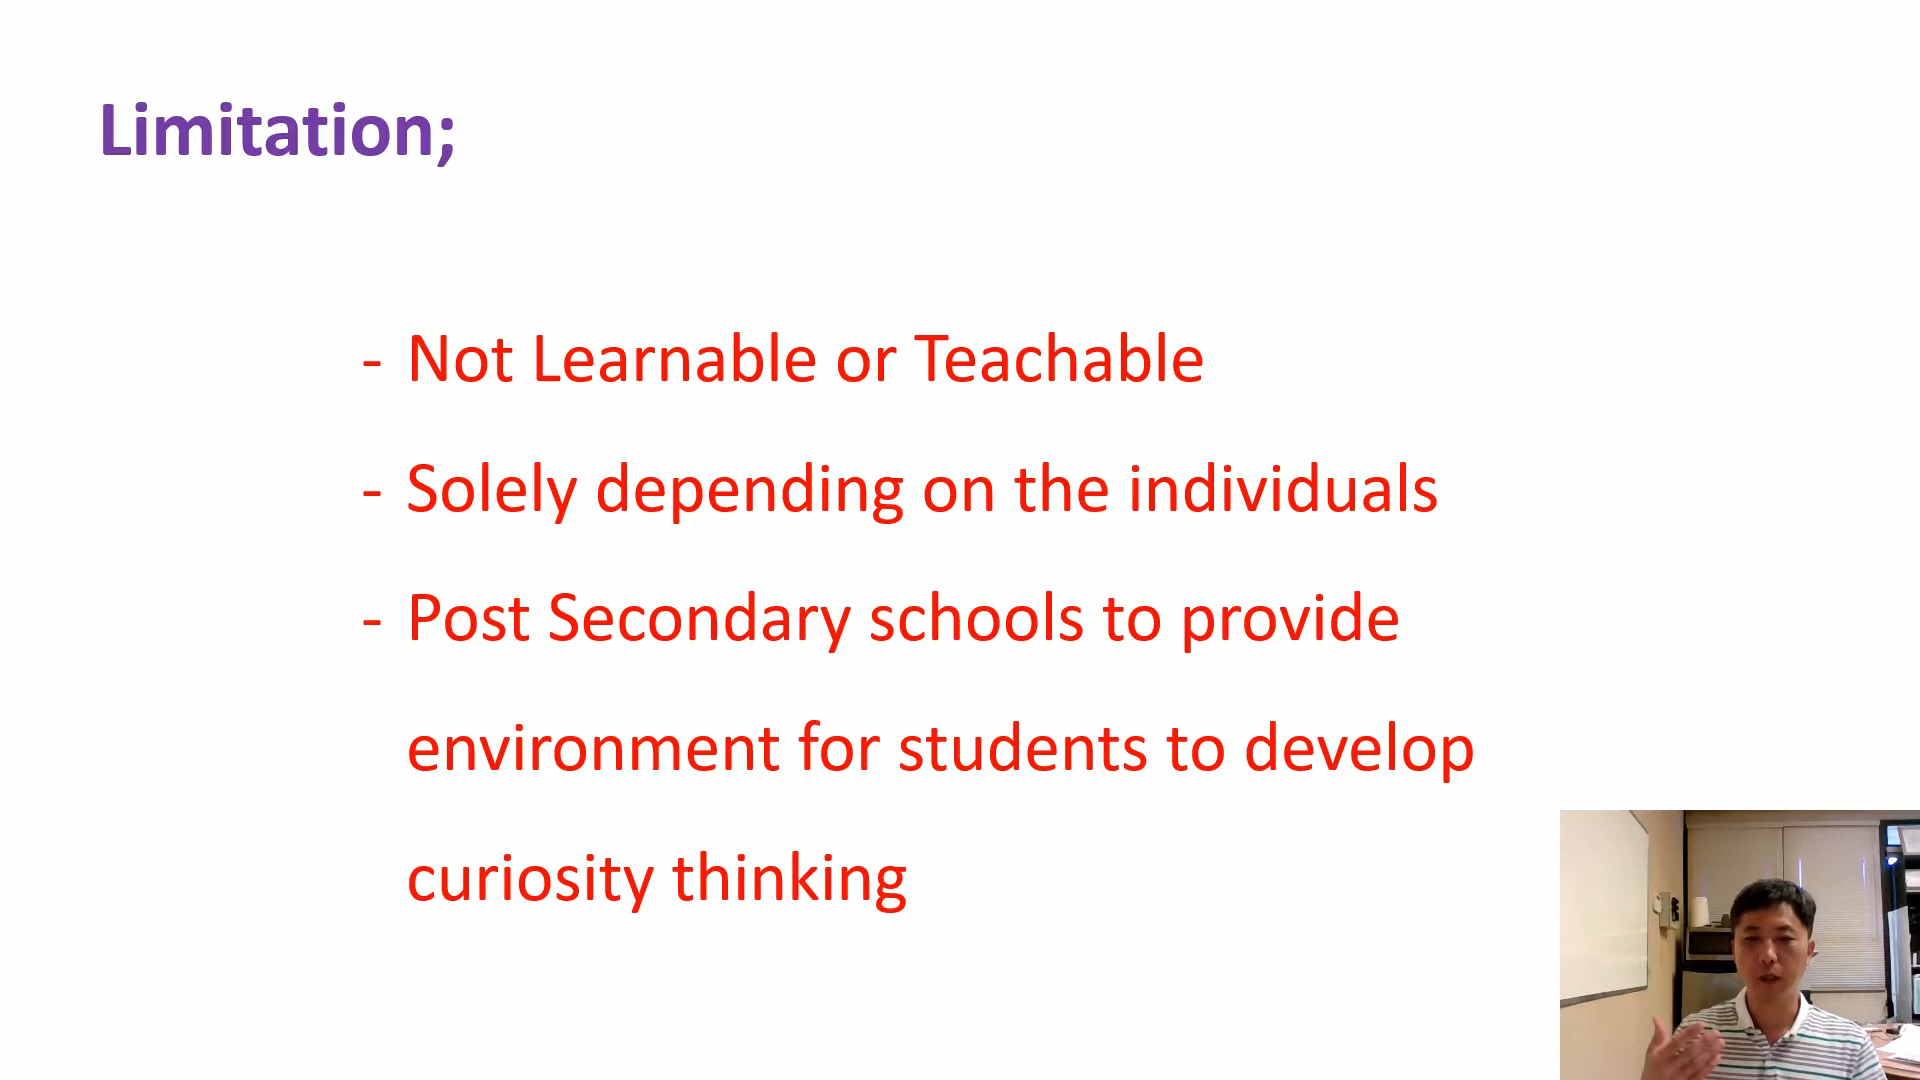 Limitation;
- Not Learnable or Teachable
- Solely depending on the individuals
- Post Secondary schools to provide
environment for students to develop
curiosity thinking